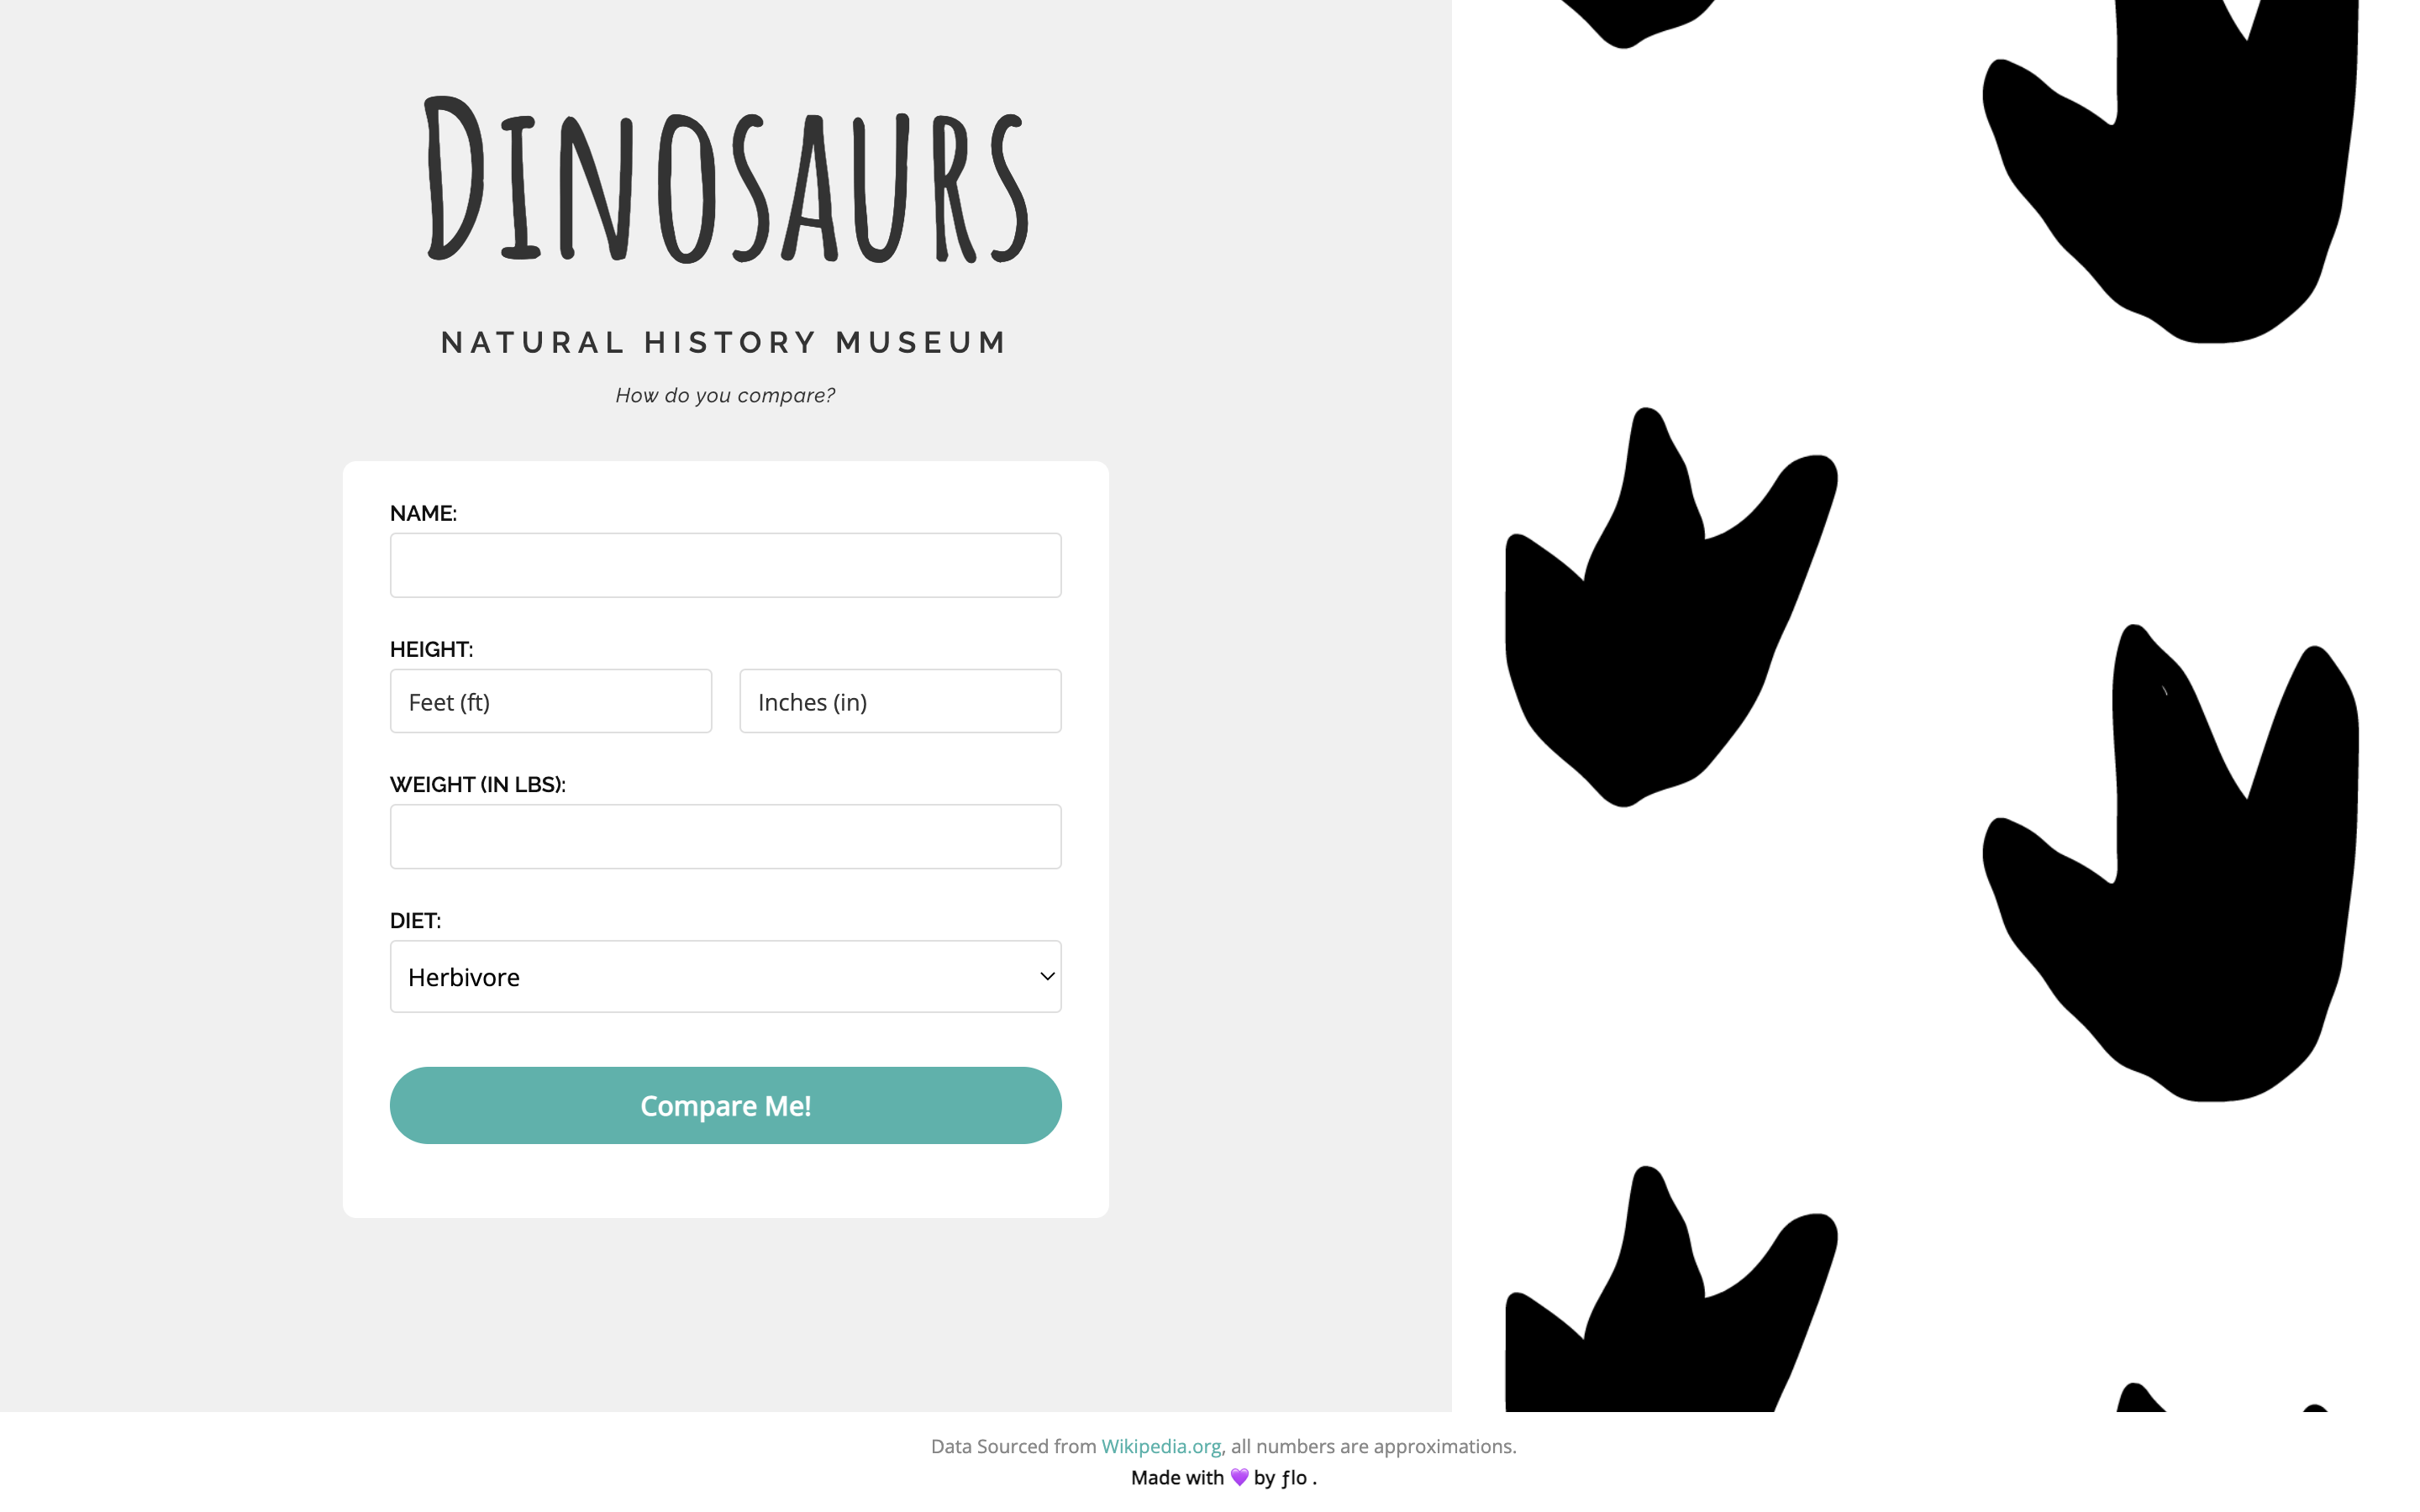 DINOSAURS
NATURAL HISTORY MUSEUM
How do you compare?
NAME:
HEIGHT:
Feet (ft) Inches (in)
WEIGHT (IN LBS):
DIET:
Herbivore
Compare Me!
Data Sourced from Wikipedia.org, all numbers are approximations.
Made with 💜 by ƒlo .